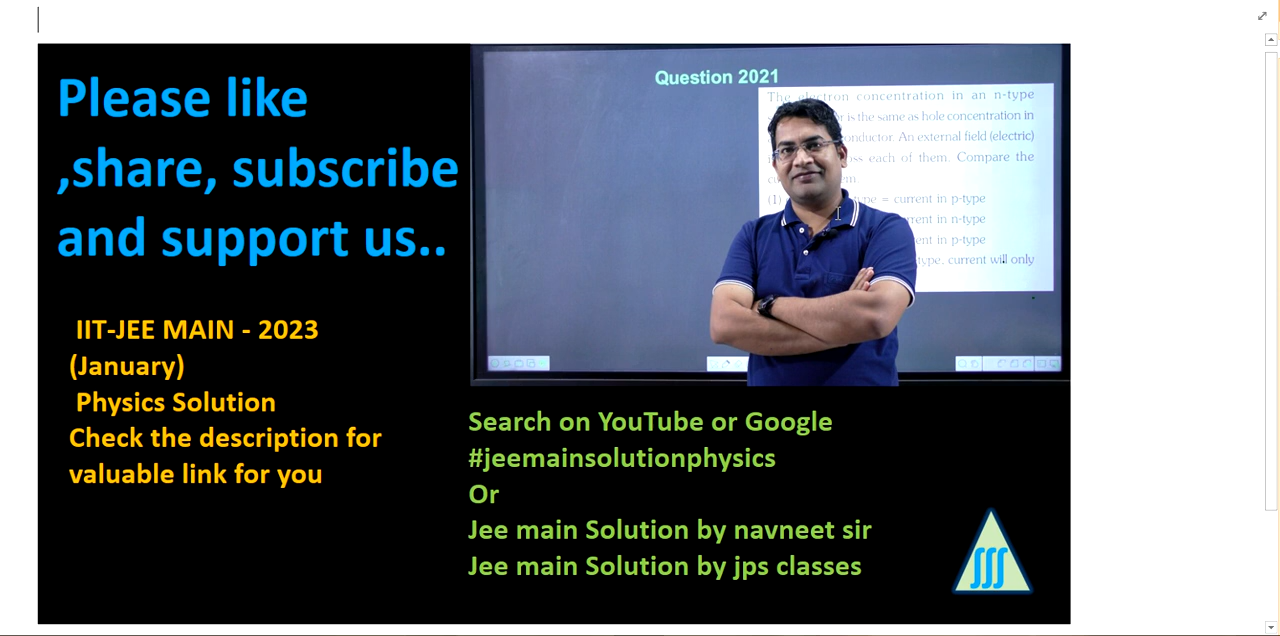 Please like
,share, subscribe
and support us..
IIT-JEE MAIN - 2023
(January)
Physics Solution
Check the description for
valuable link for you
Question 2021
The electron concentration in an n-type
is the same as hole concentration in
An external field (electric)
each of them. Compare the
(1) = current in p-type
in n-type
in p-type
current will only
Search on YouTube or Google
#jeemainsolutionphysics
Or
Jee main Solution by navneet sir
Jee main Solution by jps classes